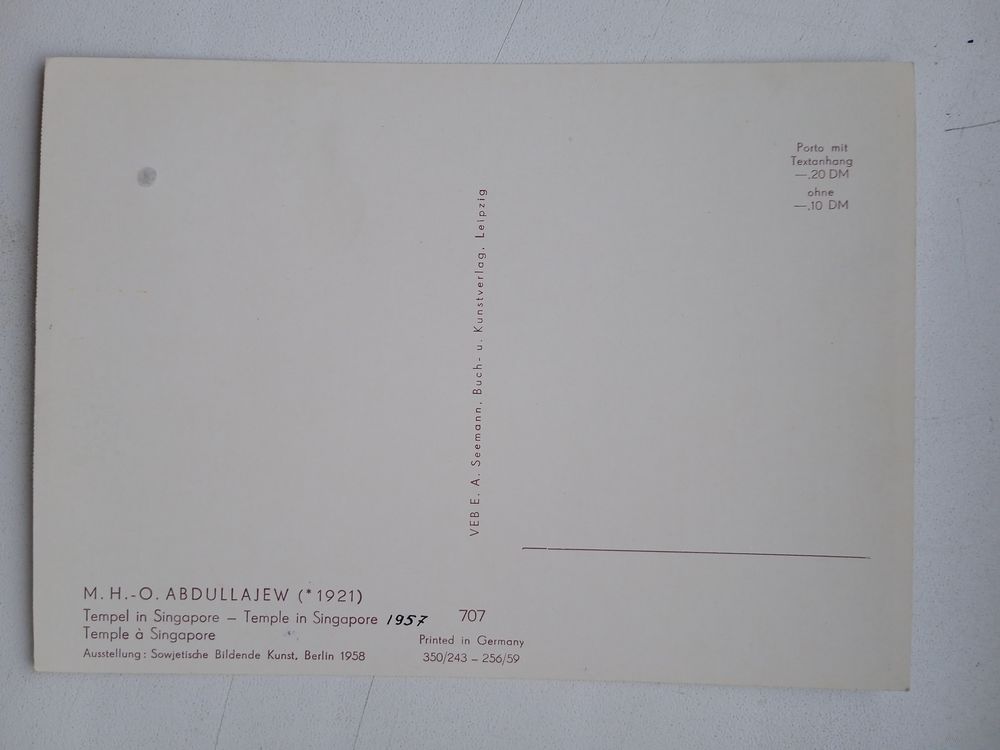 Porto mit
Textanhang
—.20 DM
ohne
—.10 DM
VEB E. A. Seemann, Buch- u. Kunstverlag, Leipzig
M. H.-O. ABDULLAJEW (*1921)
Tempel in Singapore – Temple in Singapore 1957 707
Temple à Singapore
Printed in Germany
Ausstellung: Sowjetische Bildende Kunst, Berlin 1958
350/243 – 256/59